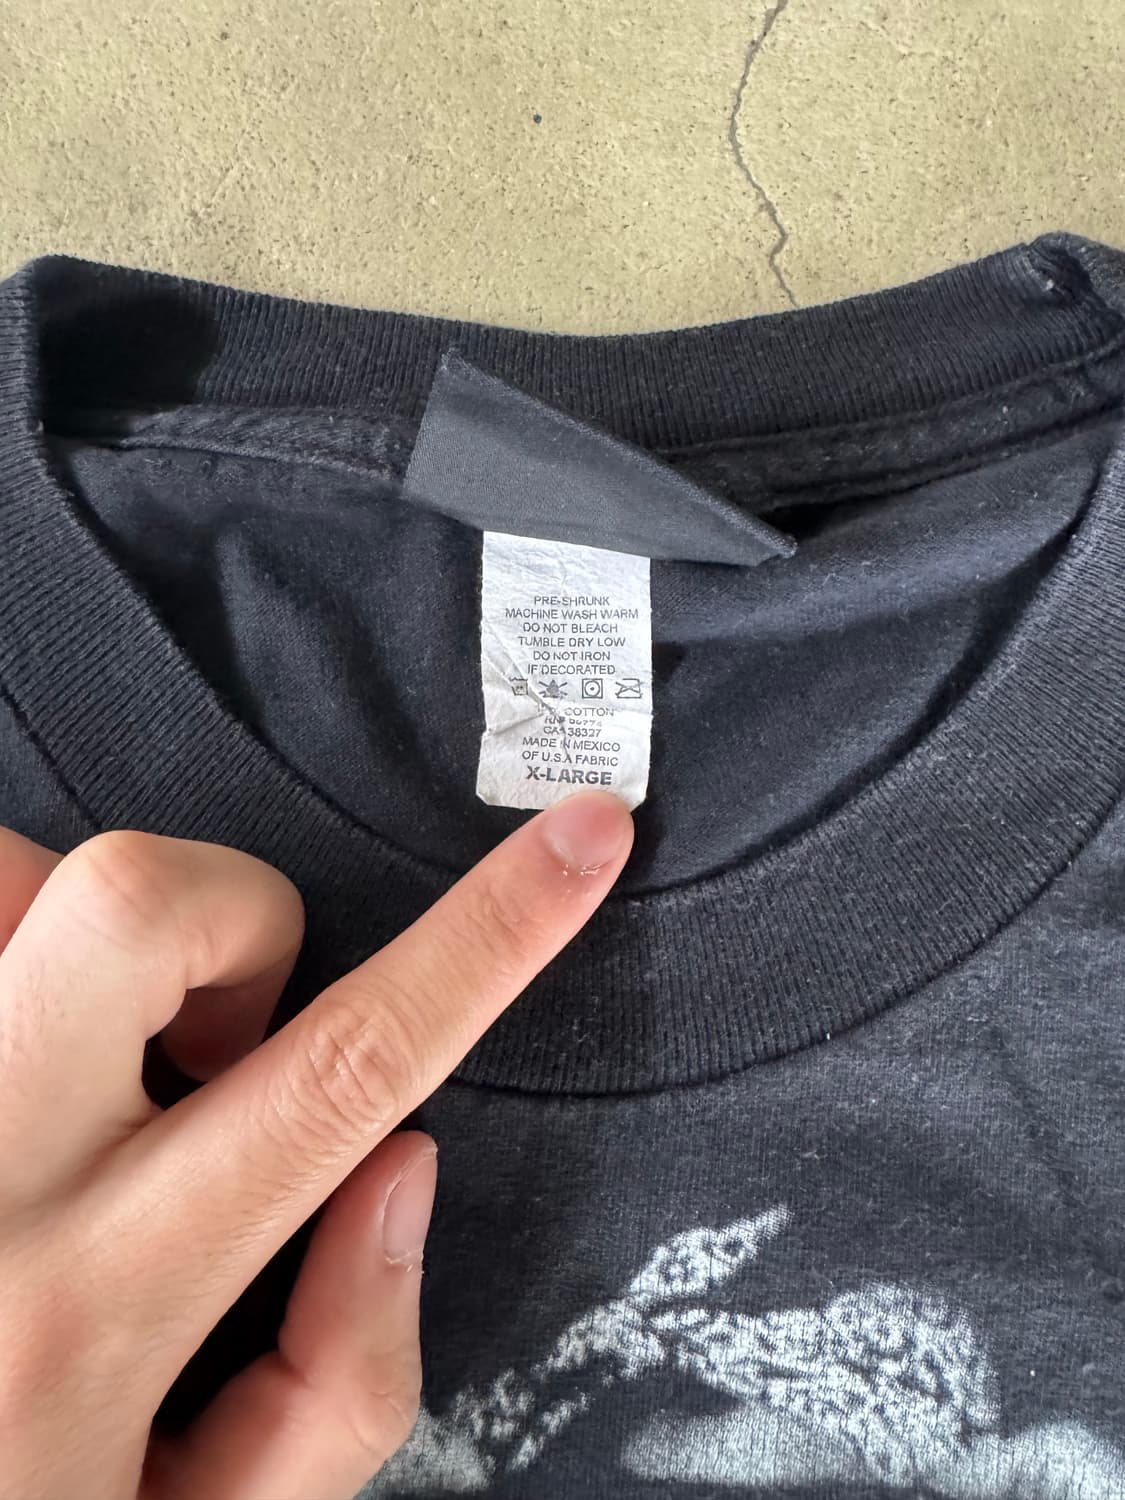 PRE-SHRUNK
MACHINE WASH WARM
DO NOT BLEACH
TUMBLE DRY LOW
DO NOT IRON
IF DECORATED
COTTON
CA# 38327
MADE IN MEXICO
OF U.S.A FABRIC
X-LARGE